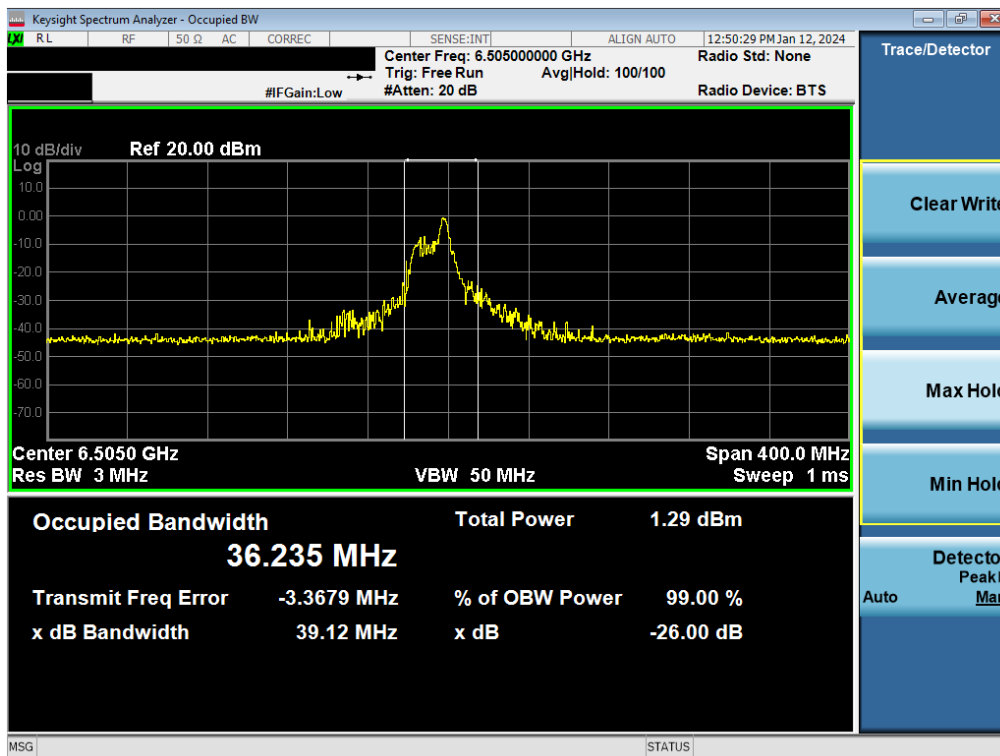 Keysight Spectrum Analyzer - Occupied BW
LXI RL RF 50 Ω AC CORREC SENSE:INT ALIGN AUTO 12:50:29 PM Jan 12, 2024
Center Freq: 6.505000000 GHz Radio Std: None
Trig: Free Run Avg|Hold: 100/100
#IFGain:Low #Atten: 20 dB Radio Device: BTS
Trace/Detector
10 dB/div Ref 20.00 dBm
Log
10.0
0.00
-10.0
-20.0
-30.0
-40.0
-50.0
-60.0
-70.0
Center 6.5050 GHz Span 400.0 MHz
Res BW 3 MHz VBW 50 MHz Sweep 1 ms
Occupied Bandwidth Total Power 1.29 dBm
36.235 MHz
Transmit Freq Error -3.3679 MHz % of OBW Power 99.00 %
x dB Bandwidth 39.12 MHz x dB -26.00 dB
Clear Write
Average
Max Hold
Min Hold
Detector
Peak
Auto Man
MSG STATUS